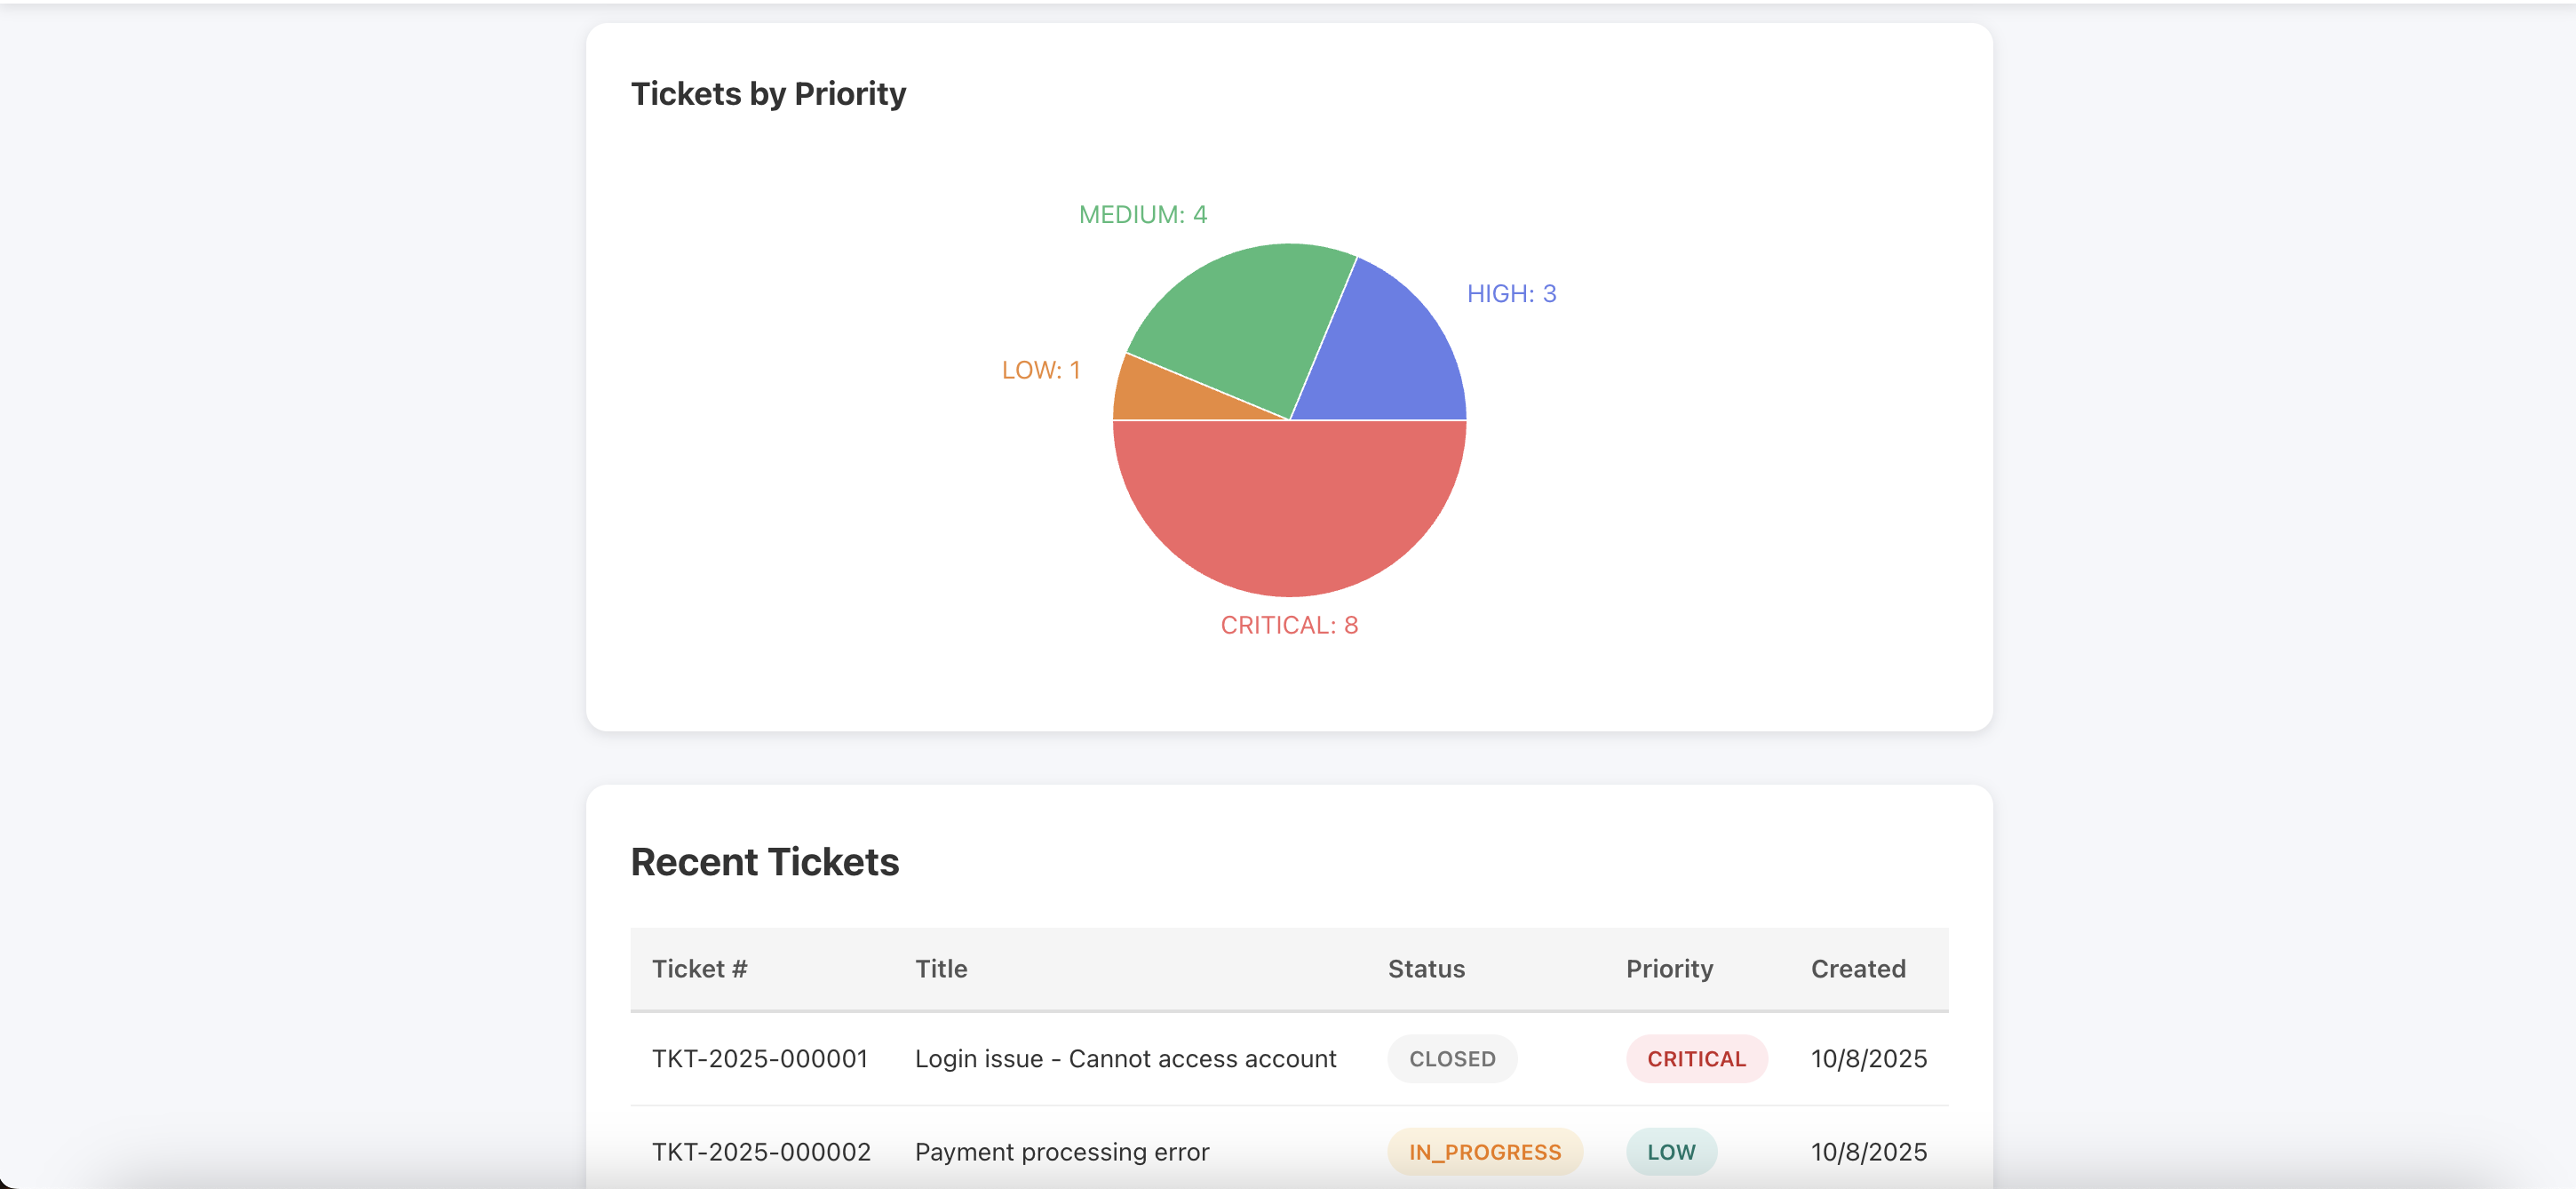 Tickets by Priority
MEDIUM: 4
HIGH: 3
LOW: 1
CRITICAL: 8
Recent Tickets
Ticket # Title Status Priority Created
TKT-2025-000001 Login issue - Cannot access account CLOSED CRITICAL 10/8/2025
TKT-2025-000002 Payment processing error IN_PROGRESS LOW 10/8/2025